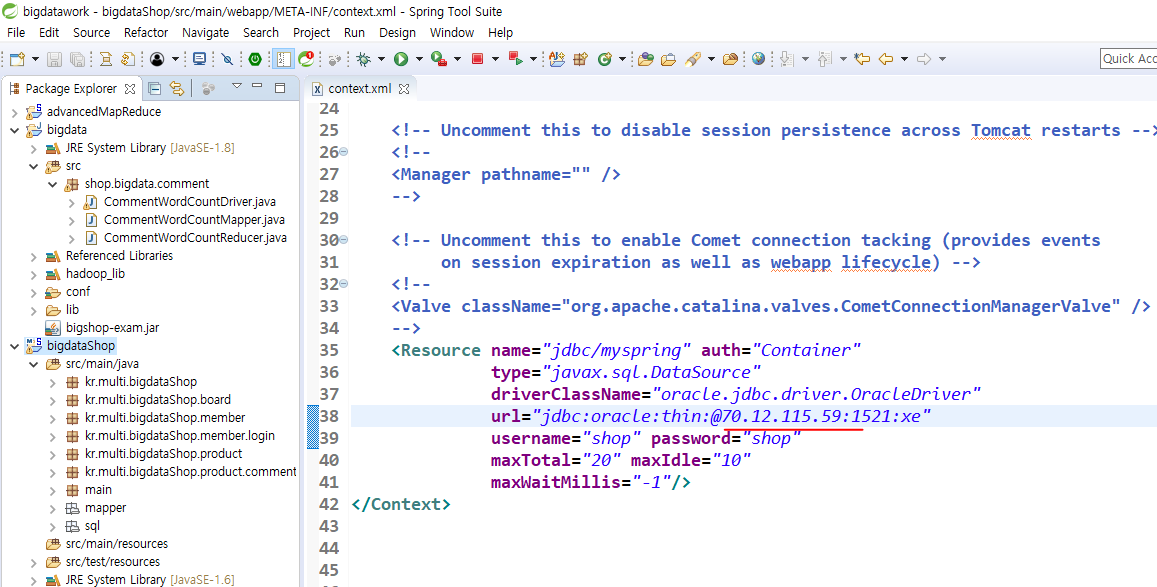 bigdatawork - bigdataShop/src/main/webapp/META-INF/context.xml - Spring Tool Suite
File Edit Source Refactor Navigate Search Project Run Design Window Help
Quick Acc
Package Explorer
context.xml
advancedMapReduce
bigdata
JRE System Library [JavaSE-1.8]
src
shop.bigdata.comment
CommentWordCountDriver.java
CommentWordCountMapper.java
CommentWordCountReducer.java
Referenced Libraries
hadoop_lib
conf
lib
bigshop-exam.jar
bigdataShop
src/main/java
kr.multi.bigdataShop
kr.multi.bigdataShop.board
kr.multi.bigdataShop.member
kr.multi.bigdataShop.member.login
kr.multi.bigdataShop.product
kr.multi.bigdataShop.product.comment
main
mapper
sql
src/main/resources
src/test/resources
JRE System Library [JavaSE-1.6]
24
25 <!-- Uncomment this to disable session persistence across Tomcat restarts -->
26 <!--
27 <Manager pathname="" />
28 -->
29
30 <!-- Uncomment this to enable Comet connection tacking (provides events
31 on session expiration as well as webapp lifecycle) -->
32 <!--
33 <Valve className="org.apache.catalina.valves.CometConnectionManagerValve" />
34 -->
35 <Resource name="jdbc/myspring" auth="Container"
36 type="javax.sql.DataSource"
37 driverClassName="oracle.jdbc.driver.OracleDriver"
38 url="jdbc:oracle:thin:@70.12.115.59:1521:xe"
39 username="shop" password="shop"
40 maxTotal="20" maxIdle="10"
41 maxWaitMillis="-1"/>
42 </Context>
43
44
45